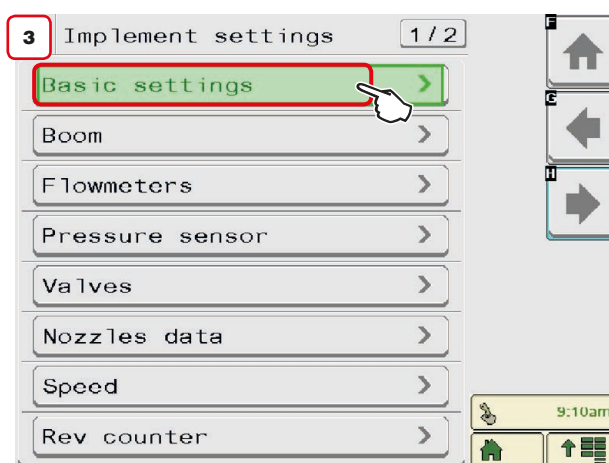 3 Implement settings 1/2
F
Basic settings
G
Boom
Flowmeters
H
Pressure sensor
Valves
Nozzles data
Speed
9:10am
Rev counter